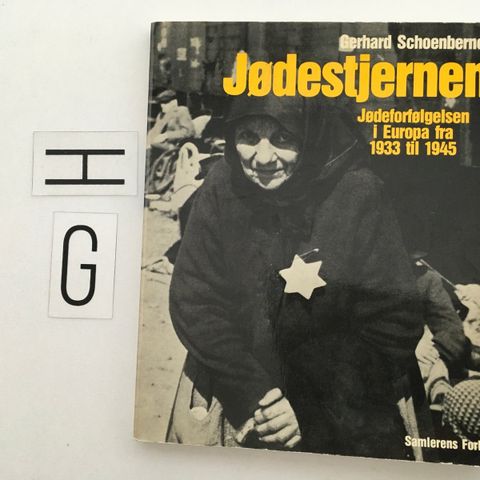 H
G
Gerhard Schoenberne
Jødestjernen
Jødeforfølgelsen
i Europa fra
1933 til 1945
Samlerens Forl